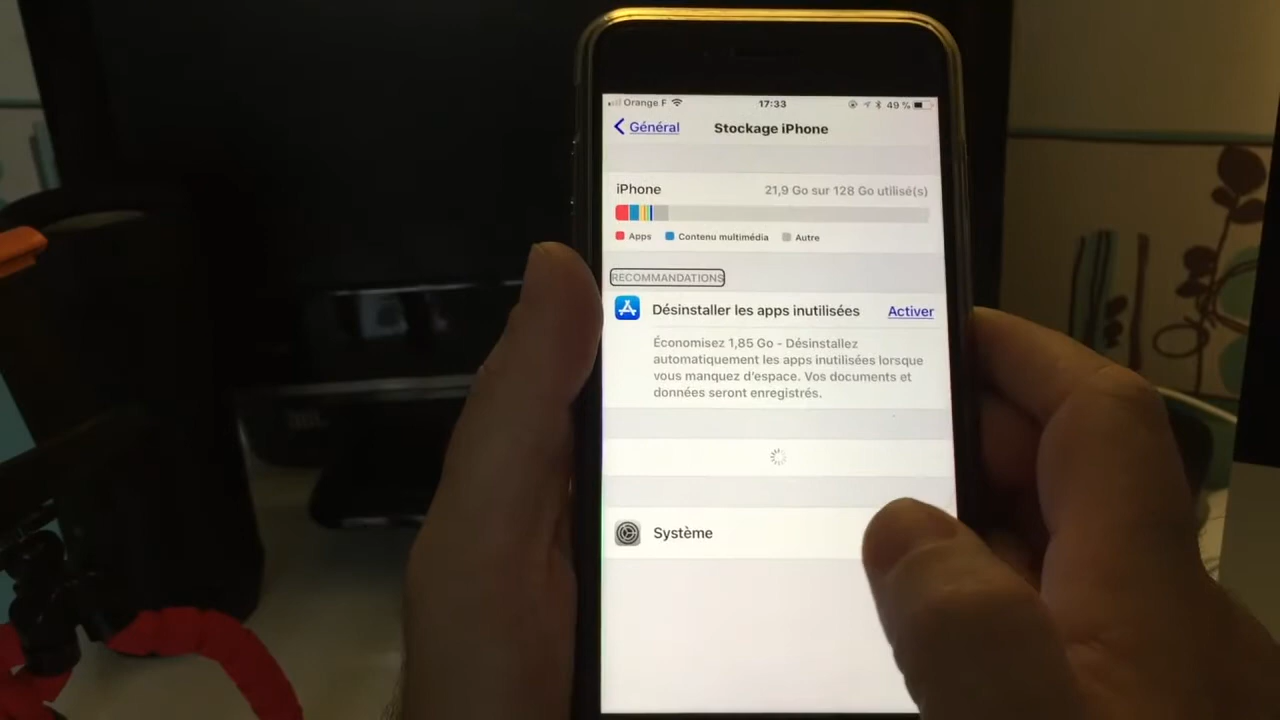 Orange F 17:33 49 %
Général Stockage iPhone
iPhone 21,9 Go sur 128 Go utilisé(s)
Apps Contenu multimédia Autre
RECOMMANDATIONS
Désinstaller les apps inutilisées Activer
Économisez 1,85 Go - Désinstallez
automatiquement les apps inutilisées lorsque
vous manquez d'espace. Vos documents et
données seront enregistrés.
Système